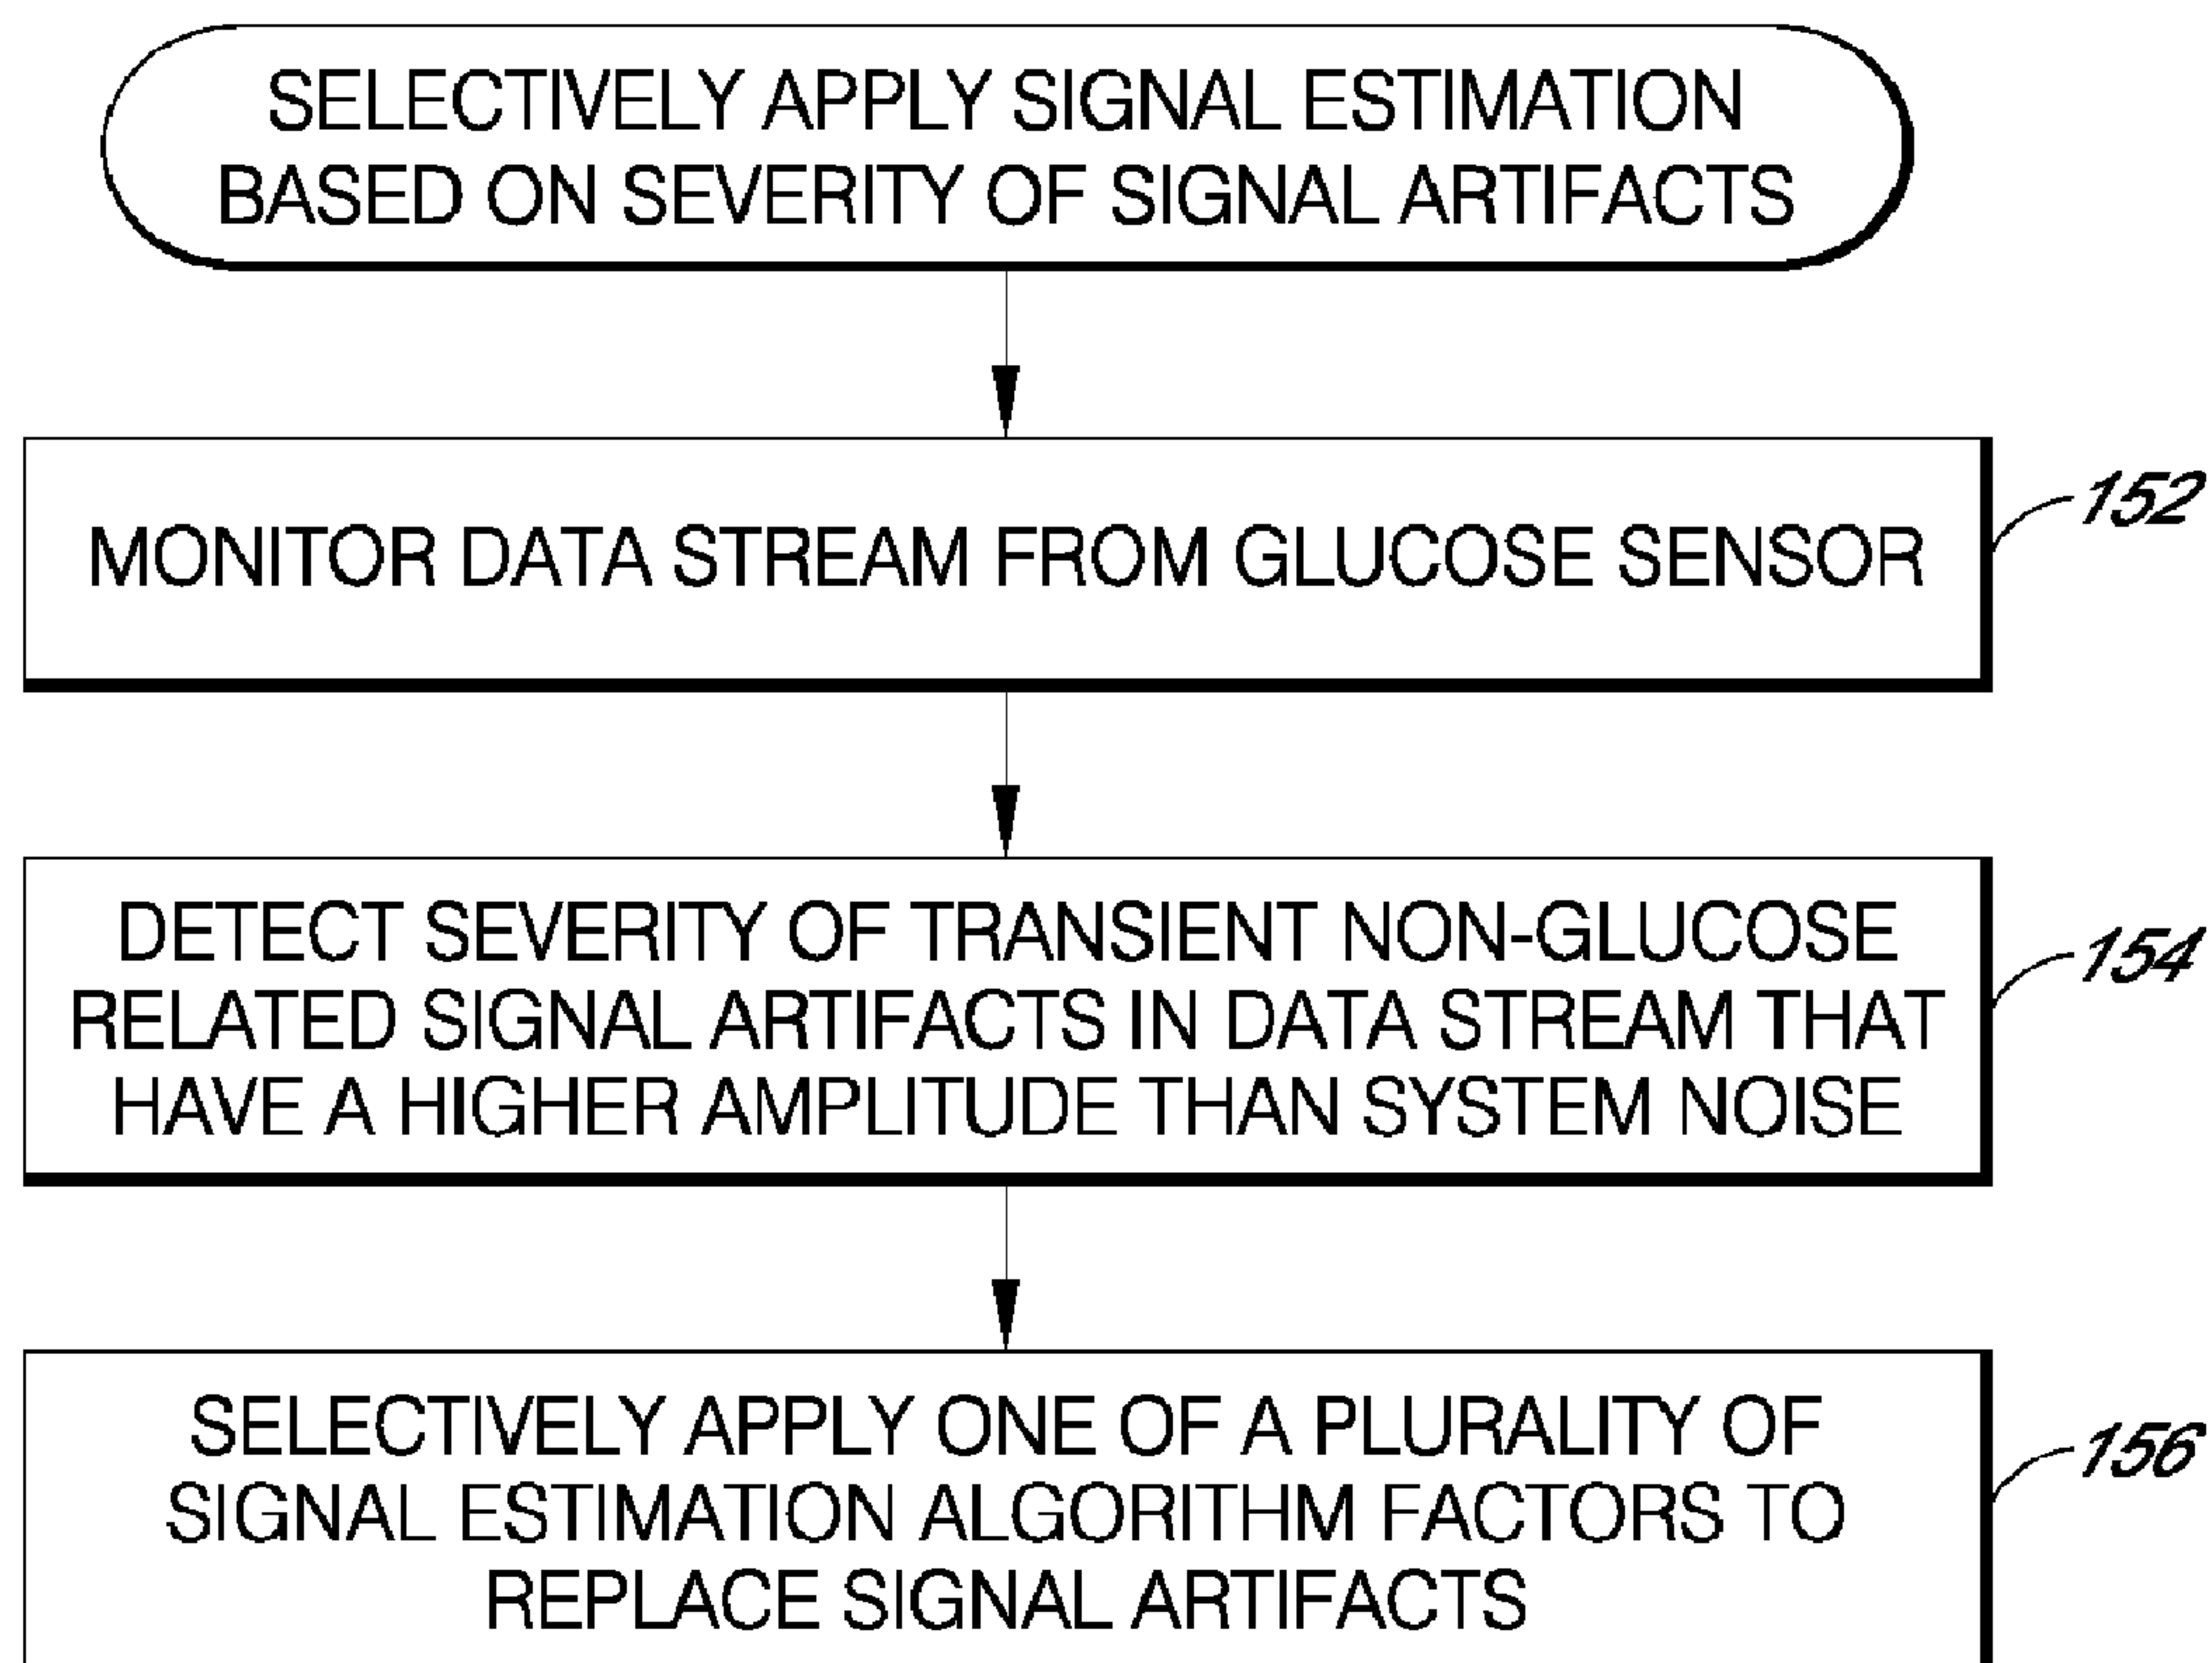 SELECTIVELY APPLY SIGNAL ESTIMATION
BASED ON SEVERITY OF SIGNAL ARTIFACTS
MONITOR DATA STREAM FROM GLUCOSE SENSOR
152
DETECT SEVERITY OF TRANSIENT NON-GLUCOSE
RELATED SIGNAL ARTIFACTS IN DATA STREAM THAT
HAVE A HIGHER AMPLITUDE THAN SYSTEM NOISE
154
SELECTIVELY APPLY ONE OF A PLURALITY OF
SIGNAL ESTIMATION ALGORITHM FACTORS TO
REPLACE SIGNAL ARTIFACTS
156